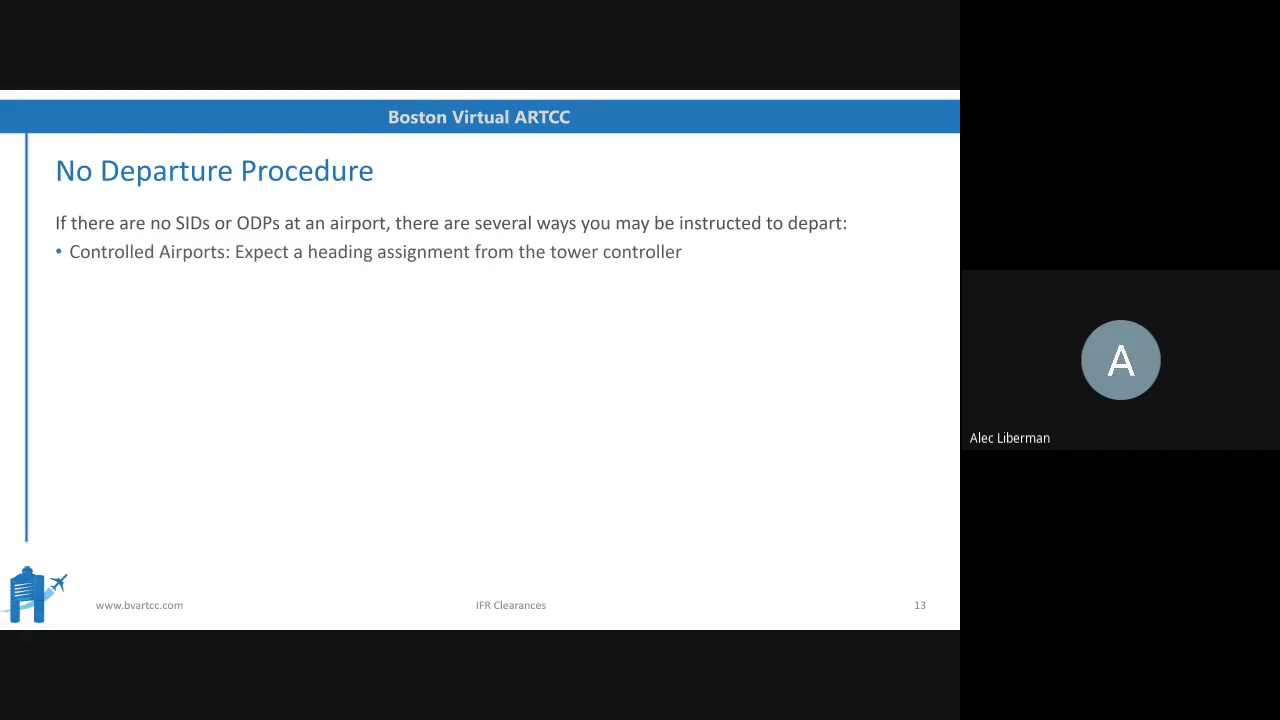 Boston Virtual ARTCC
No Departure Procedure
If there are no SIDs or ODPs at an airport, there are several ways you may be instructed to depart:
• Controlled Airports: Expect a heading assignment from the tower controller
A
Alec Liberman
www.bvartcc.com
IFR Clearances
13